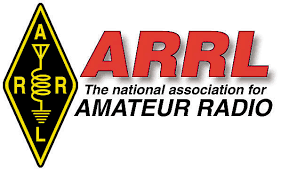 A
R R
L
ARRL
The national association for
AMATEUR RADIO